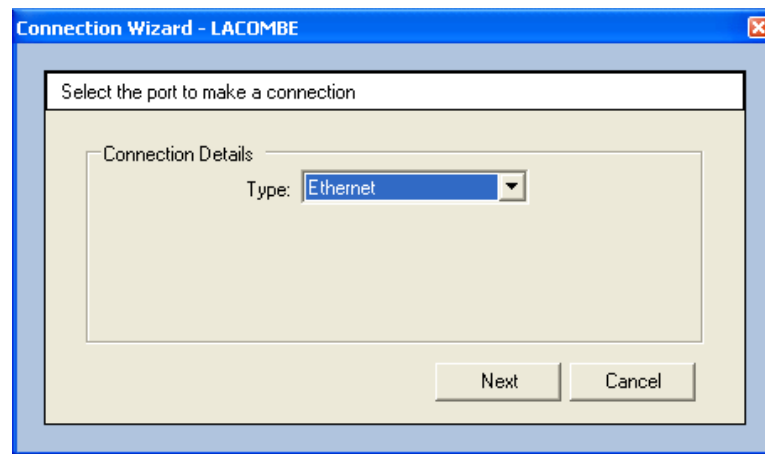 Connection Wizard - LACOMBE
Select the port to make a connection
Connection Details
Type: Ethernet
Next Cancel